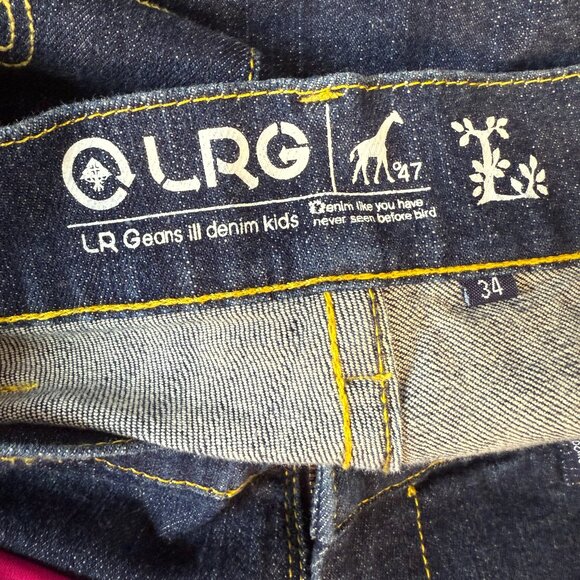 LRG
47
L
LR Geans ill denim kids
Denim like you have
never seen before bird
34